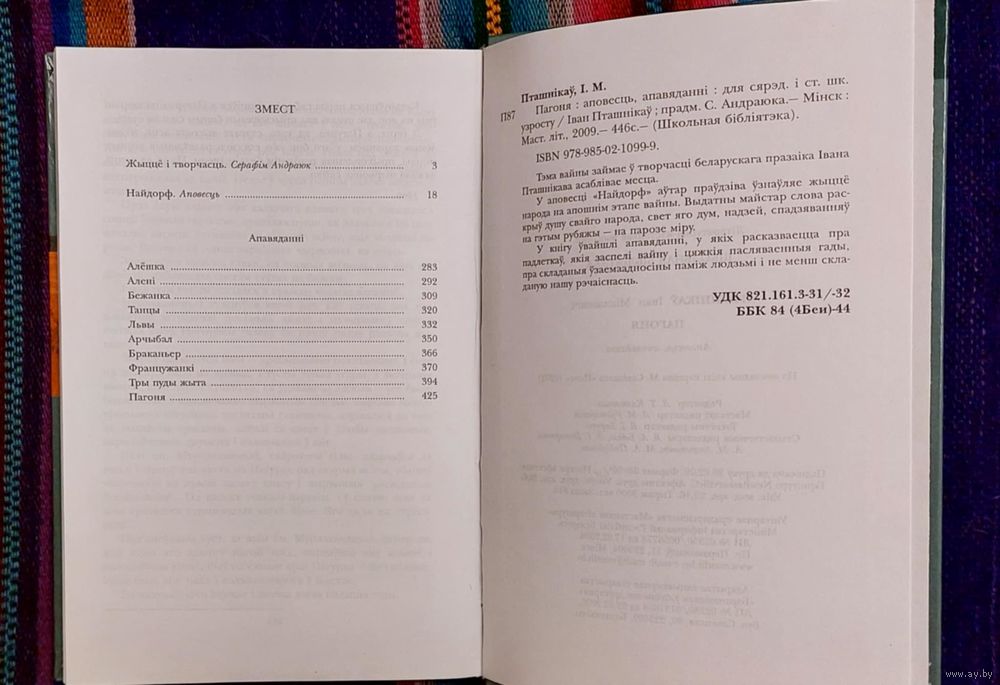 ЗМЕСТ
Жыццё і творчасць. Серафім Андраюк ........ 3
Найдорф. Аповесць ........ 18
Апавяданні
Алёшка ........ 283
Алені ........ 292
Бежанка ........ 309
Танцы ........ 320
Львы ........ 332
Арчыбал ........ 350
Браканьер ........ 366
Французжанкі ........ 370
Тры пуды жыта ........ 394
Пагоня ........ 425
Пташнікаў, І. М.
П87 Пагоня : аповесць, апавяданні : для сярэд. і ст. шк.
узросту / Іван Пташнікаў ; прадм. С. Андраюка.— Мінск :
Маст. літ., 2009.— 446с.— (Школьная бібліятэка).
ISBN 978-985-02-1099-9.
Тэма вайны займае ў творчасці беларускага празаіка Івана
Пташнікава асаблівае месца.
У аповесці «Найдорф» аўтар праўдзіва ўзнаўляе жыццё
народа на апошнім этапе вайны. Выдатны майстар слова рас-
крыў душу свайго народа, свет яго дум, надзей, спадзяванняў
на гэтым рубяжы — на парозе міру.
У кнігу ўвайшлі апавяданні, у якіх расказваецца пра
падлеткаў, якія заспелі вайну і цяжкія пасляваенныя гады,
пра складаныя ўзаемаадносіны паміж людзьмі і не менш скла-
даную нашу рэчаіснасць.
УДК 821.161.3-31/-32
ББК 84 (4Беи)-44
www.ay.by